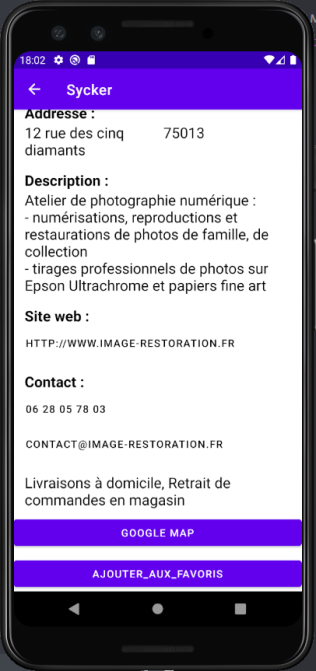 18:02
Sycker
Adresse :
12 rue des cinq 75013
diamants
Description :
Atelier de photographie numérique :
- numérisations, reproductions et
restaurations de photos de famille, de
collection
- tirages professionnels de photos sur
Epson Ultrachrome et papiers fine art
Site web :
HTTP://WWW.IMAGE-RESTORATION.FR
Contact :
06 28 05 78 03
CONTACT@IMAGE-RESTORATION.FR
Livraisons à domicile, Retrait de
commandes en magasin
GOOGLE MAP
AJOUTER_AUX_FAVORIS